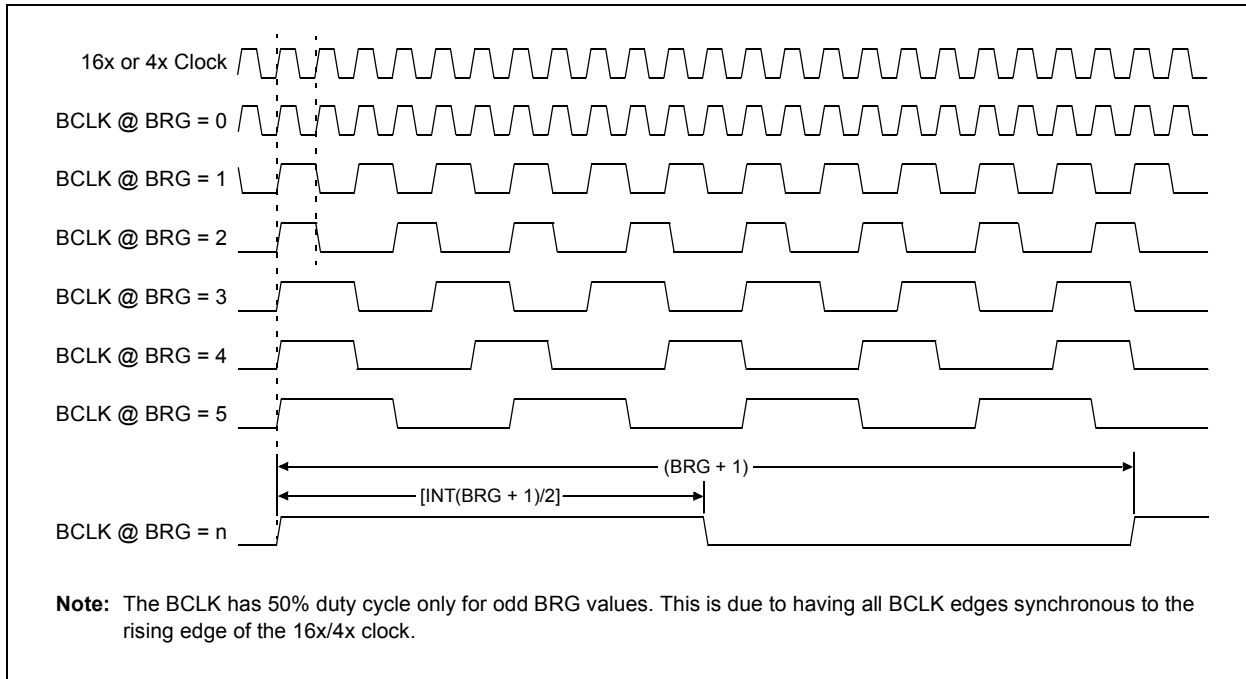 16x or 4x Clock
BCLK @ BRG = 0
BCLK @ BRG = 1
BCLK @ BRG = 2
BCLK @ BRG = 3
BCLK @ BRG = 4
BCLK @ BRG = 5
(BRG + 1)
[INT(BRG + 1)/2]
BCLK @ BRG = n
Note: The BCLK has 50% duty cycle only for odd BRG values. This is due to having all BCLK edges synchronous to the
rising edge of the 16x/4x clock.